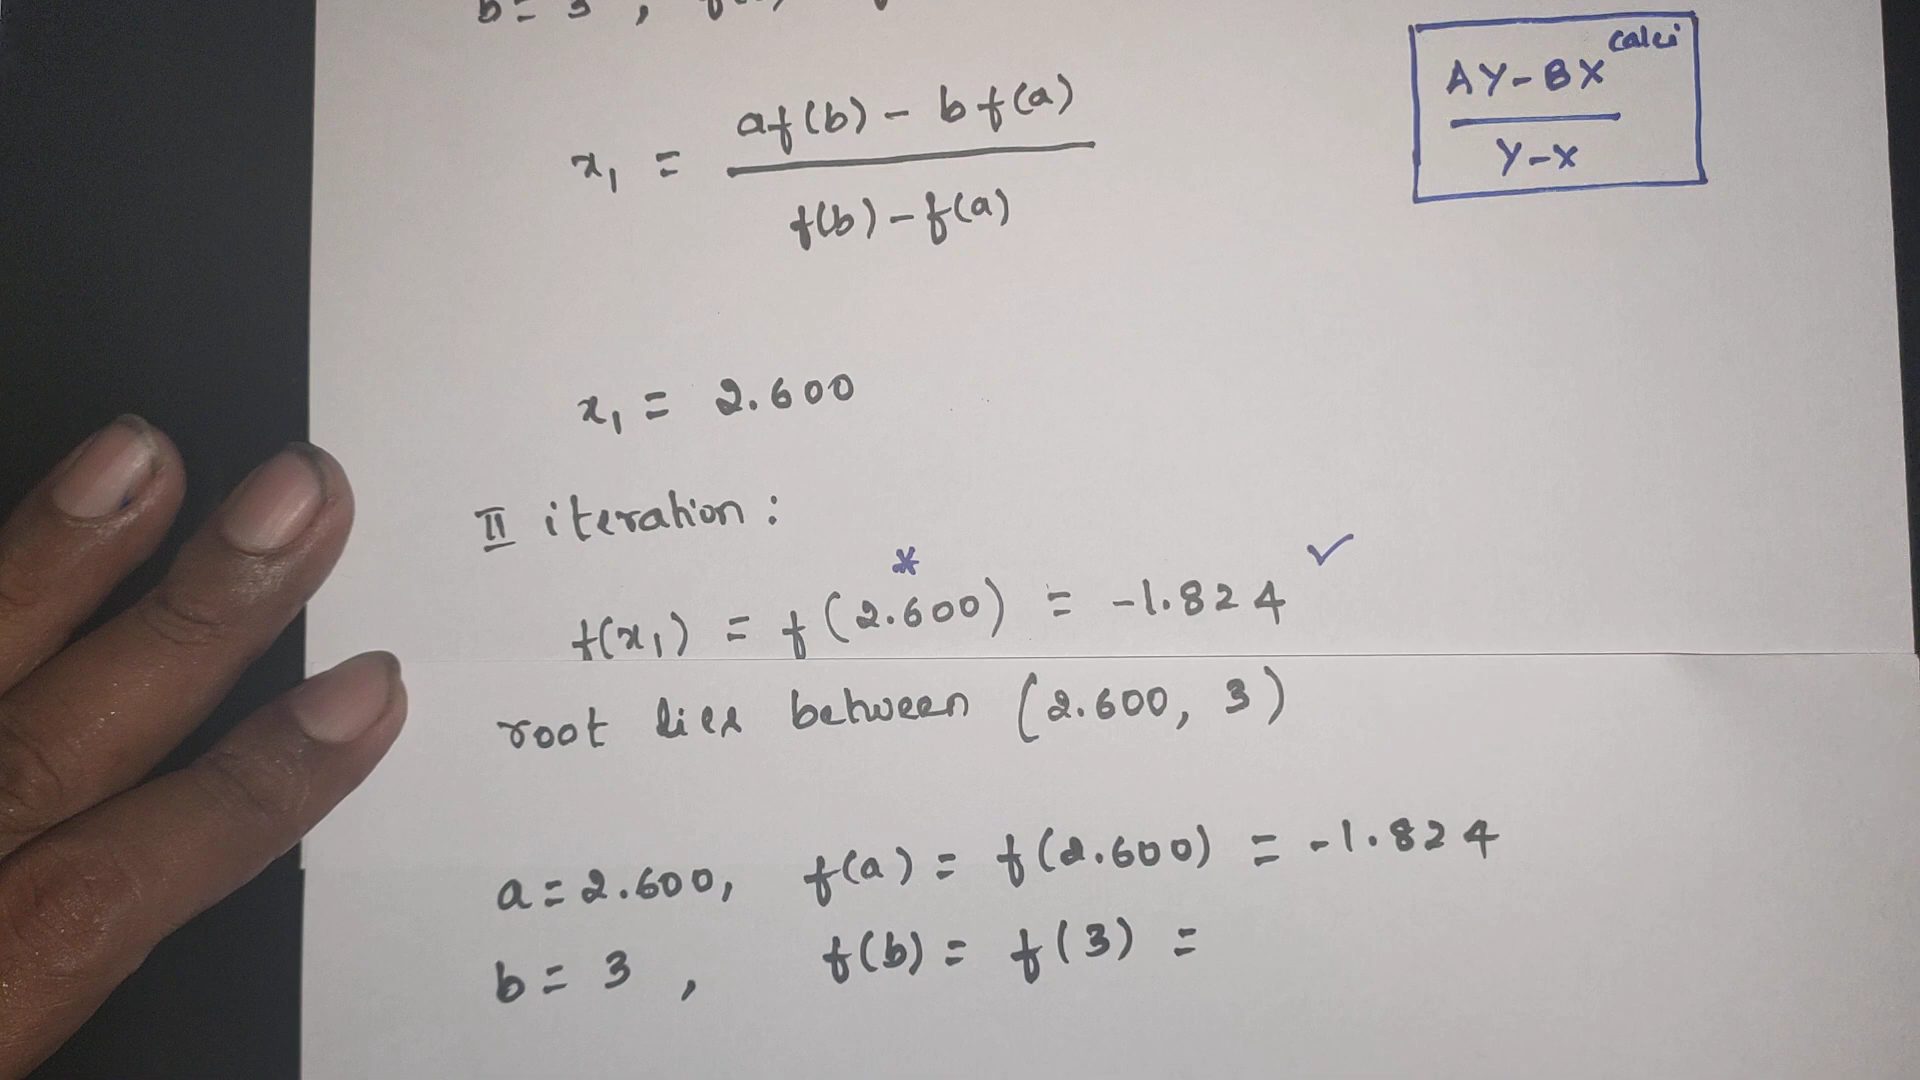 b = 3 ,
calci
AY-BX
Y-X
x₁ = af(b) - bf(a)
f(b) - f(a)
x₁ = 2.600
II iteration :
*
f(x₁) = f(2.600) = -1.824 ✓
root lies between (2.600, 3)
a = 2.600, f(a) = f(2.600) = -1.824
b = 3 , f(b) = f(3) =